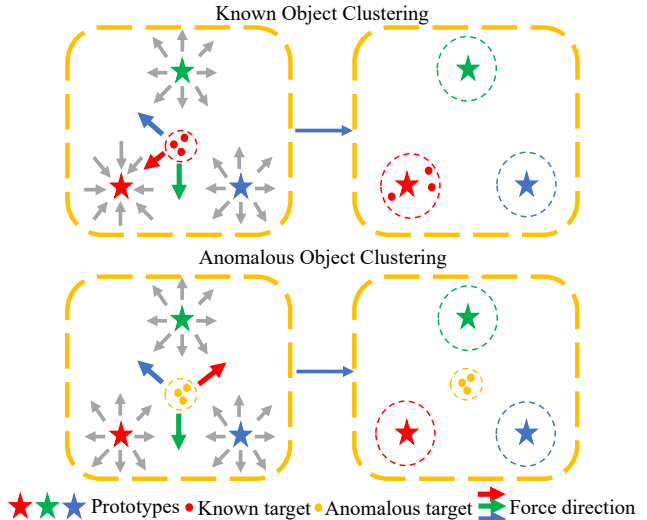 Known Object Clustering
Anomalous Object Clustering
Prototypes Known target Anomalous target Force direction